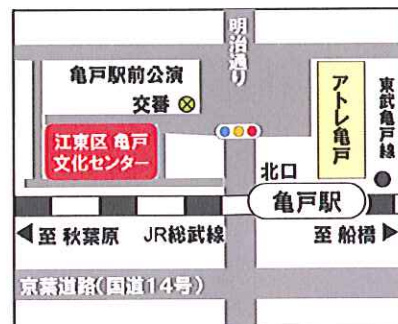 明治通り
亀戸駅前公演
交番
江東区 亀戸
文化センター
アトレ亀戸
東武亀戸線
北口
亀戸駅
至 秋葉原
JR総武線
至 船橋
京葉道路(国道14号)